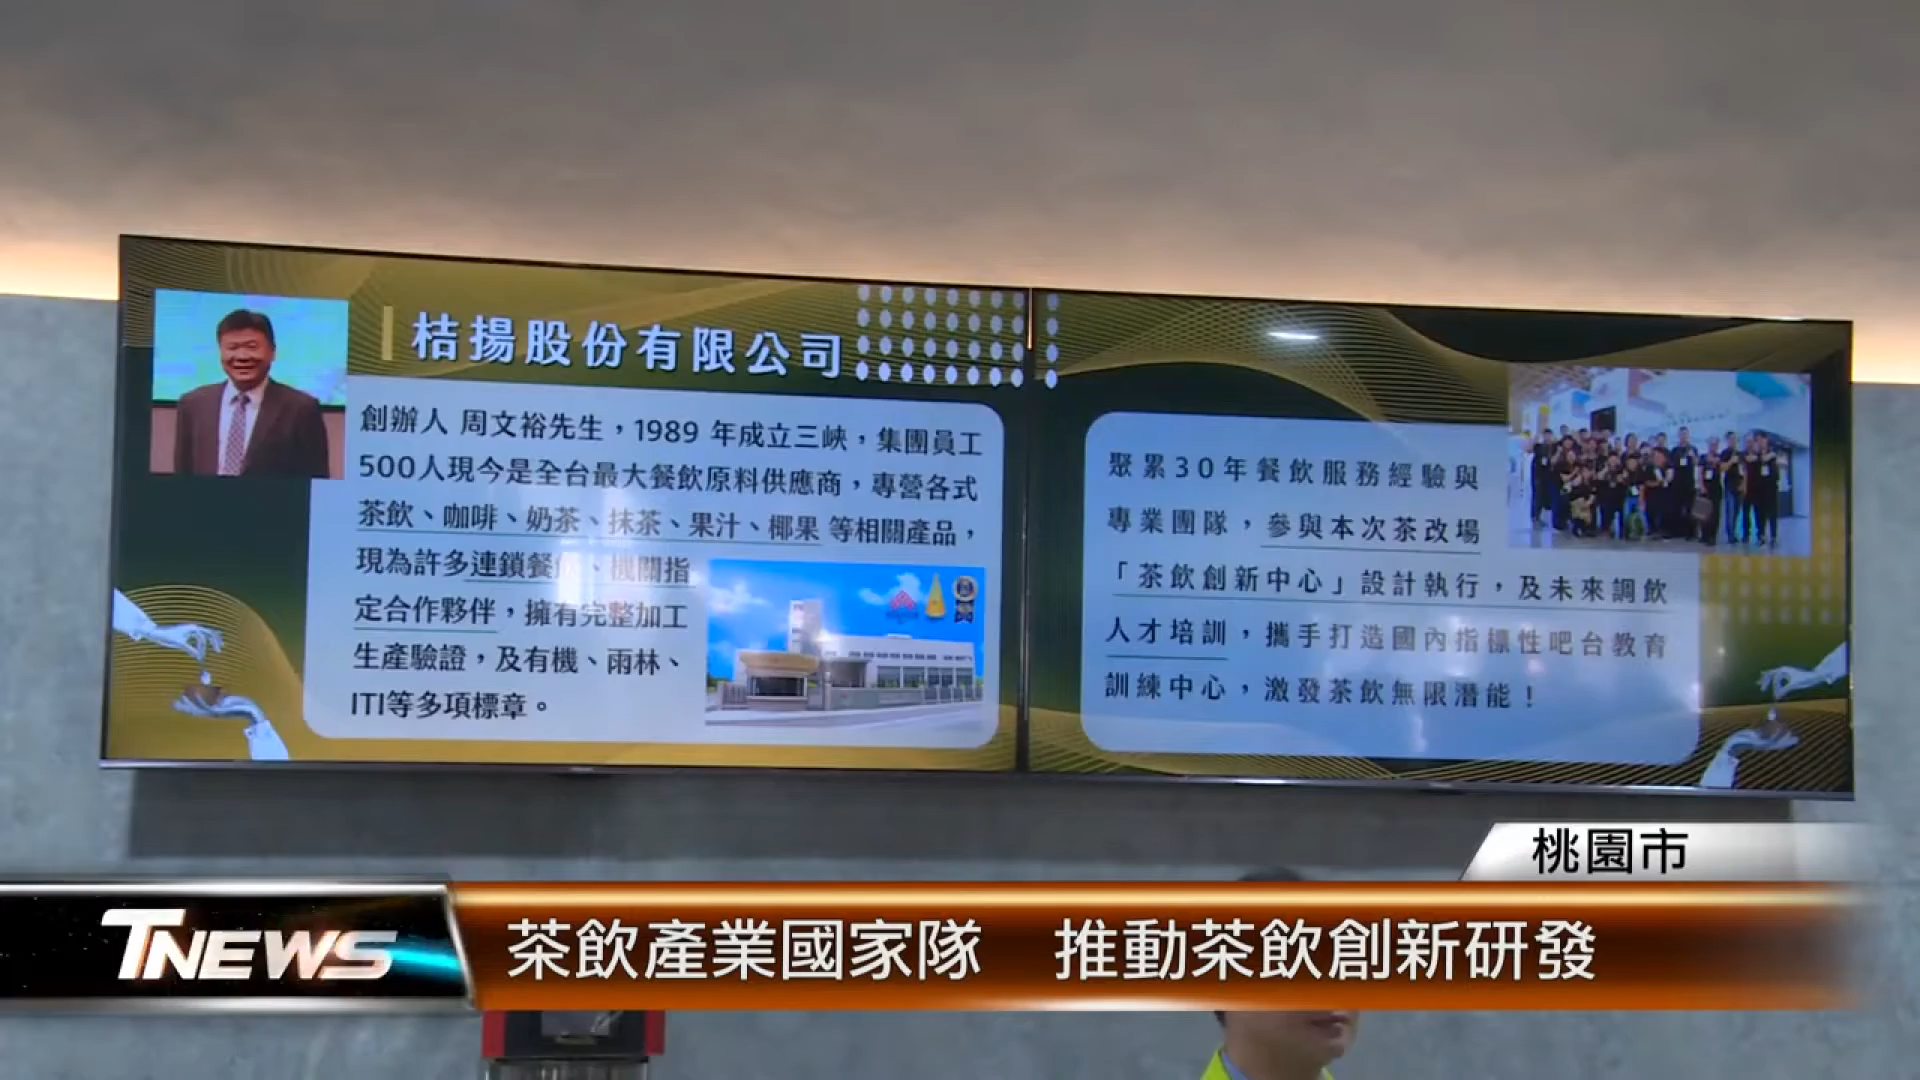 桔揚股份有限公司
創辦人 周文裕先生，1989 年成立三峽，集團員工
500人現今是全台最大餐飲原料供應商，專營各式
茶飲、咖啡、奶茶、抹茶、果汁、椰果 等相關產品，
現為許多連鎖餐 、機關指
定合作夥伴，擁有完整加工
生產驗證，及有機、雨林、
ITI等多項標章。
聚累30年餐飲服務經驗與
專業團隊，參與本次茶改場
「茶飲創新中心」設計執行，及未來調飲
人才培訓，攜手打造國內指標性吧台教育
訓練中心，激發茶飲無限潛能！
桃園市
TNEWS
茶飲產業國家隊 推動茶飲創新研發